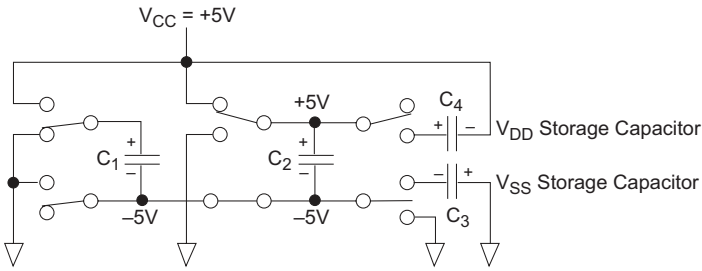 V_CC = +5V
+5V
C_4
+ –
V_DD Storage Capacitor
+
C_1
–
+
C_2
–
– +
V_SS Storage Capacitor
C_3
–5V
–5V